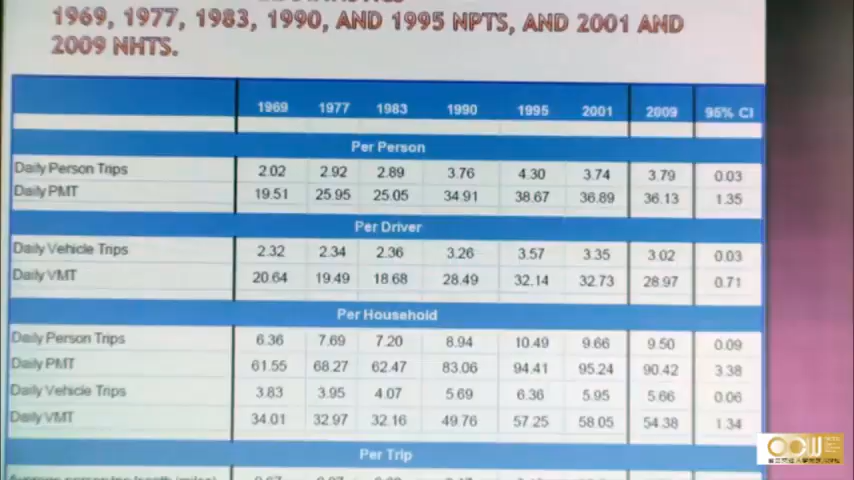 1969, 1977, 1983, 1990, AND 1995 NPTS, AND 2001 AND
2009 NHTS.
1969 1977 1983 1990 1995 2001 2009 95% CI
Per Person
Daily Person Trips 2.02 2.92 2.89 3.76 4.30 3.74 3.79 0.03
Daily PMT 19.51 25.95 25.05 34.91 38.67 36.89 36.13 1.35
Per Driver
Daily Vehicle Trips 2.32 2.34 2.36 3.26 3.57 3.35 3.02 0.03
Daily VMT 20.64 19.49 18.68 28.49 32.14 32.73 28.97 0.71
Per Household
Daily Person Trips 6.36 7.69 7.20 8.94 10.49 9.66 9.50 0.09
Daily PMT 61.55 68.27 62.47 83.06 94.41 95.24 90.42 3.38
Daily Vehicle Trips 3.83 3.95 4.07 5.69 6.36 5.95 5.66 0.06
Daily VMT 34.01 32.97 32.16 49.76 57.25 58.05 54.38 1.34
Per Trip
OCW